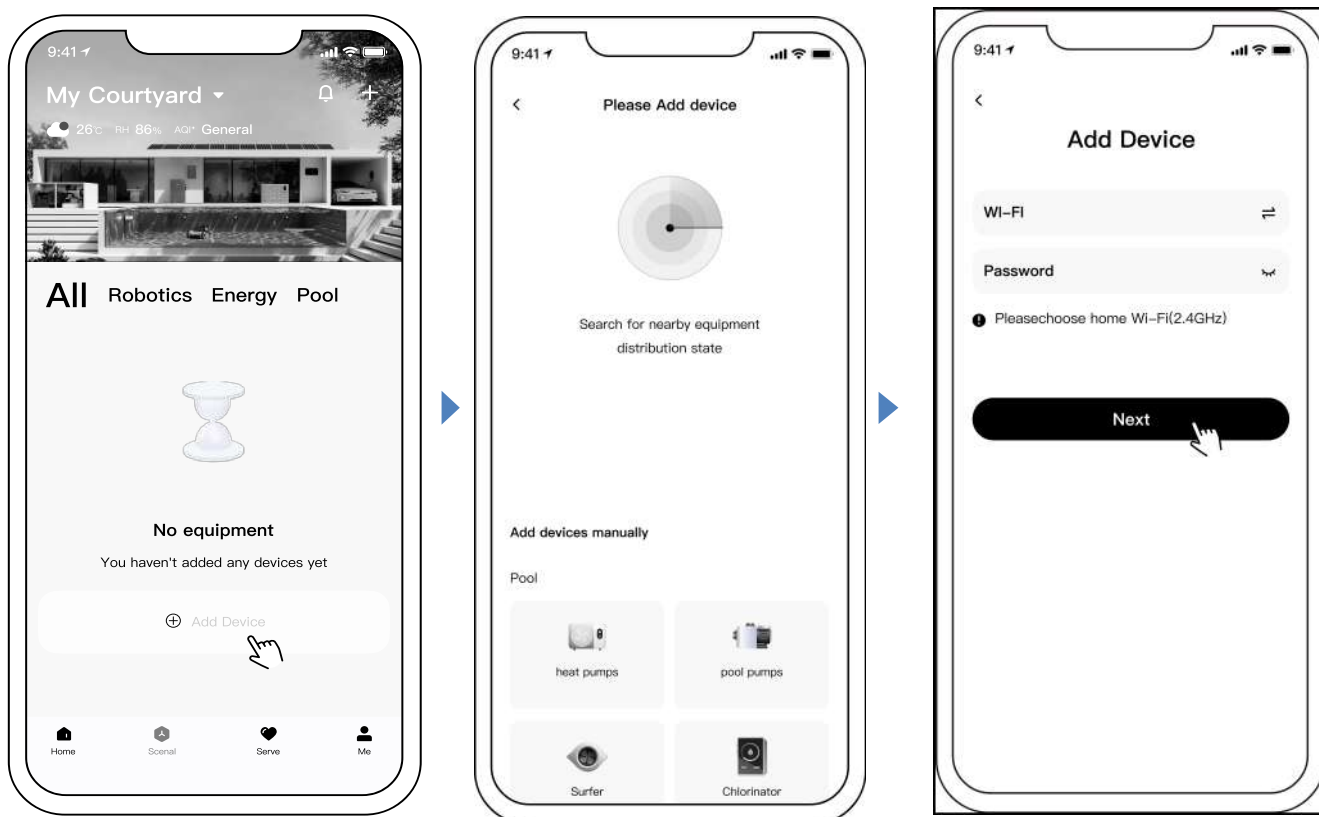 9:41
My Courtyard
26°C RH 86% AQI* General
All Robotics Energy Pool
No equipment
You haven't added any devices yet
Add Device
Home Scenal Serve Me
9:41
Please Add device
Search for nearby equipment
distribution state
Add devices manually
Pool
heat pumps pool pumps
Surfer Chlorinator
9:41
Add Device
WI-FI
Password
Pleasechoose home Wi-Fi(2.4GHz)
Next